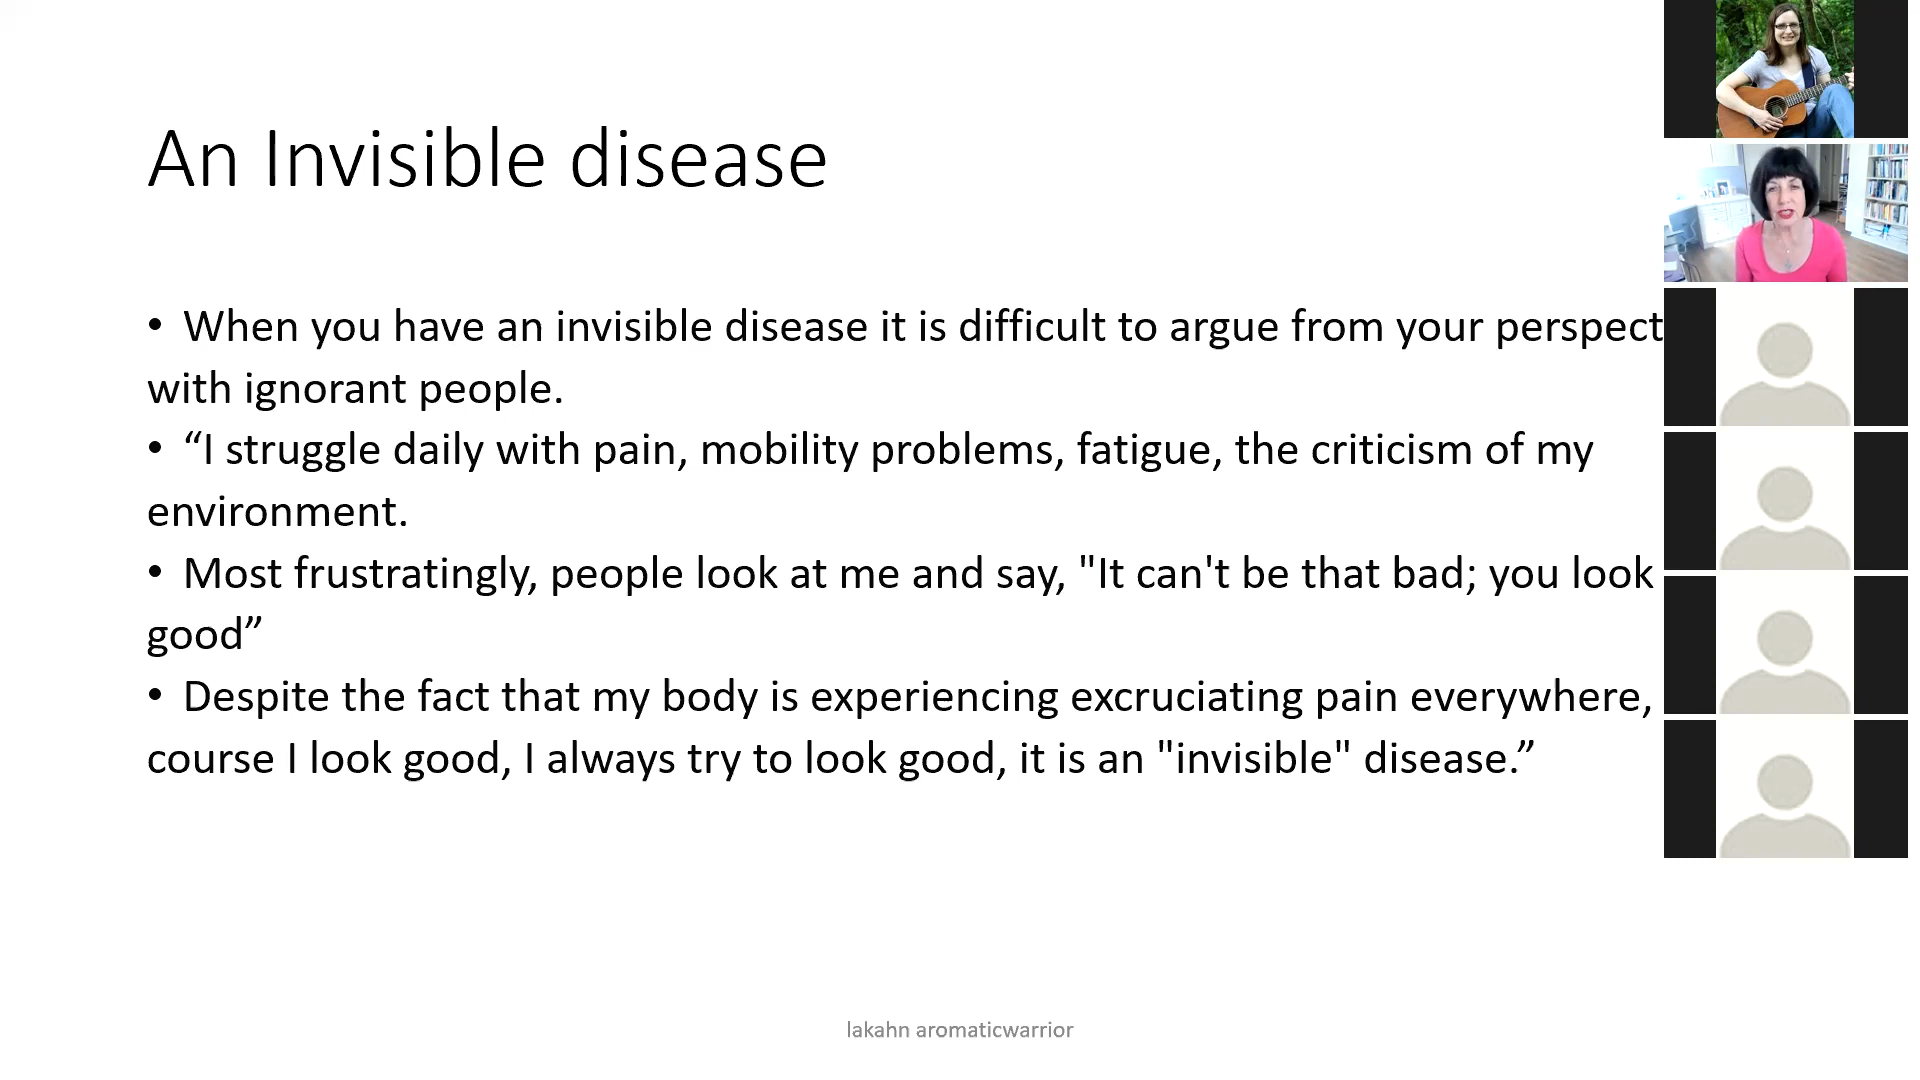 An Invisible disease
• When you have an invisible disease it is difficult to argue from your perspect
with ignorant people.
• “I struggle daily with pain, mobility problems, fatigue, the criticism of my
environment.
• Most frustratingly, people look at me and say, "It can't be that bad; you look
good”
• Despite the fact that my body is experiencing excruciating pain everywhere,
course I look good, I always try to look good, it is an "invisible" disease.”
lakahn aromaticwarrior